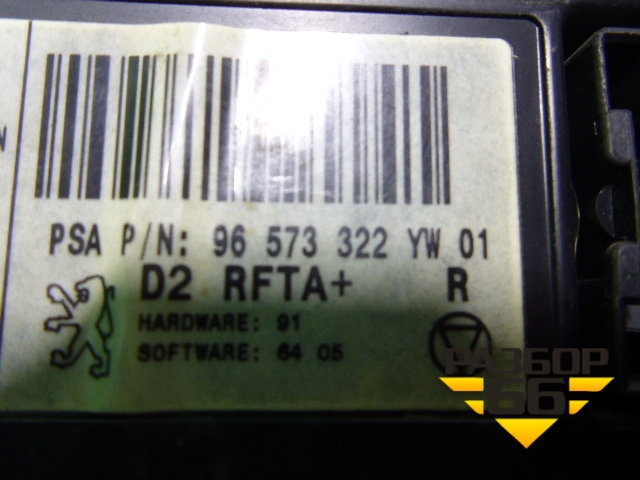 PSA P/N: 96 573 322 YW 01
D2 RFTA+ R
HARDWARE: 91
SOFTWARE: 64 05
РАЗБОР
66